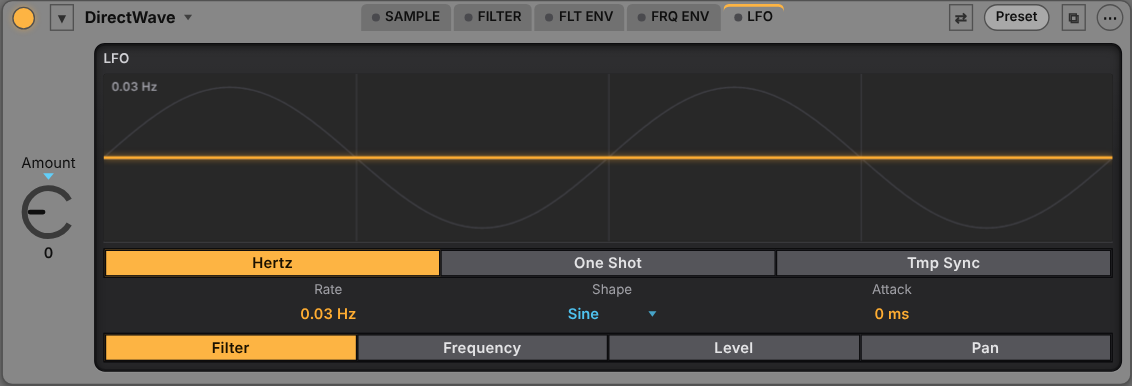 DirectWave
SAMPLE
FILTER
FLT ENV
FRQ ENV
LFO
Preset
LFO
0.03 Hz
Amount
0
Hertz
One Shot
Tmp Sync
Rate
Shape
Attack
0.03 Hz
Sine
0 ms
Filter
Frequency
Level
Pan